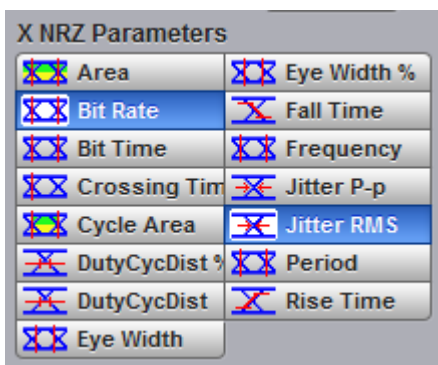 X NRZ Parameters
Area
Eye Width %
Bit Rate
Fall Time
Bit Time
Frequency
Crossing Tim
Jitter P-p
Cycle Area
Jitter RMS
DutyCycDist %
Period
DutyCycDist
Rise Time
Eye Width